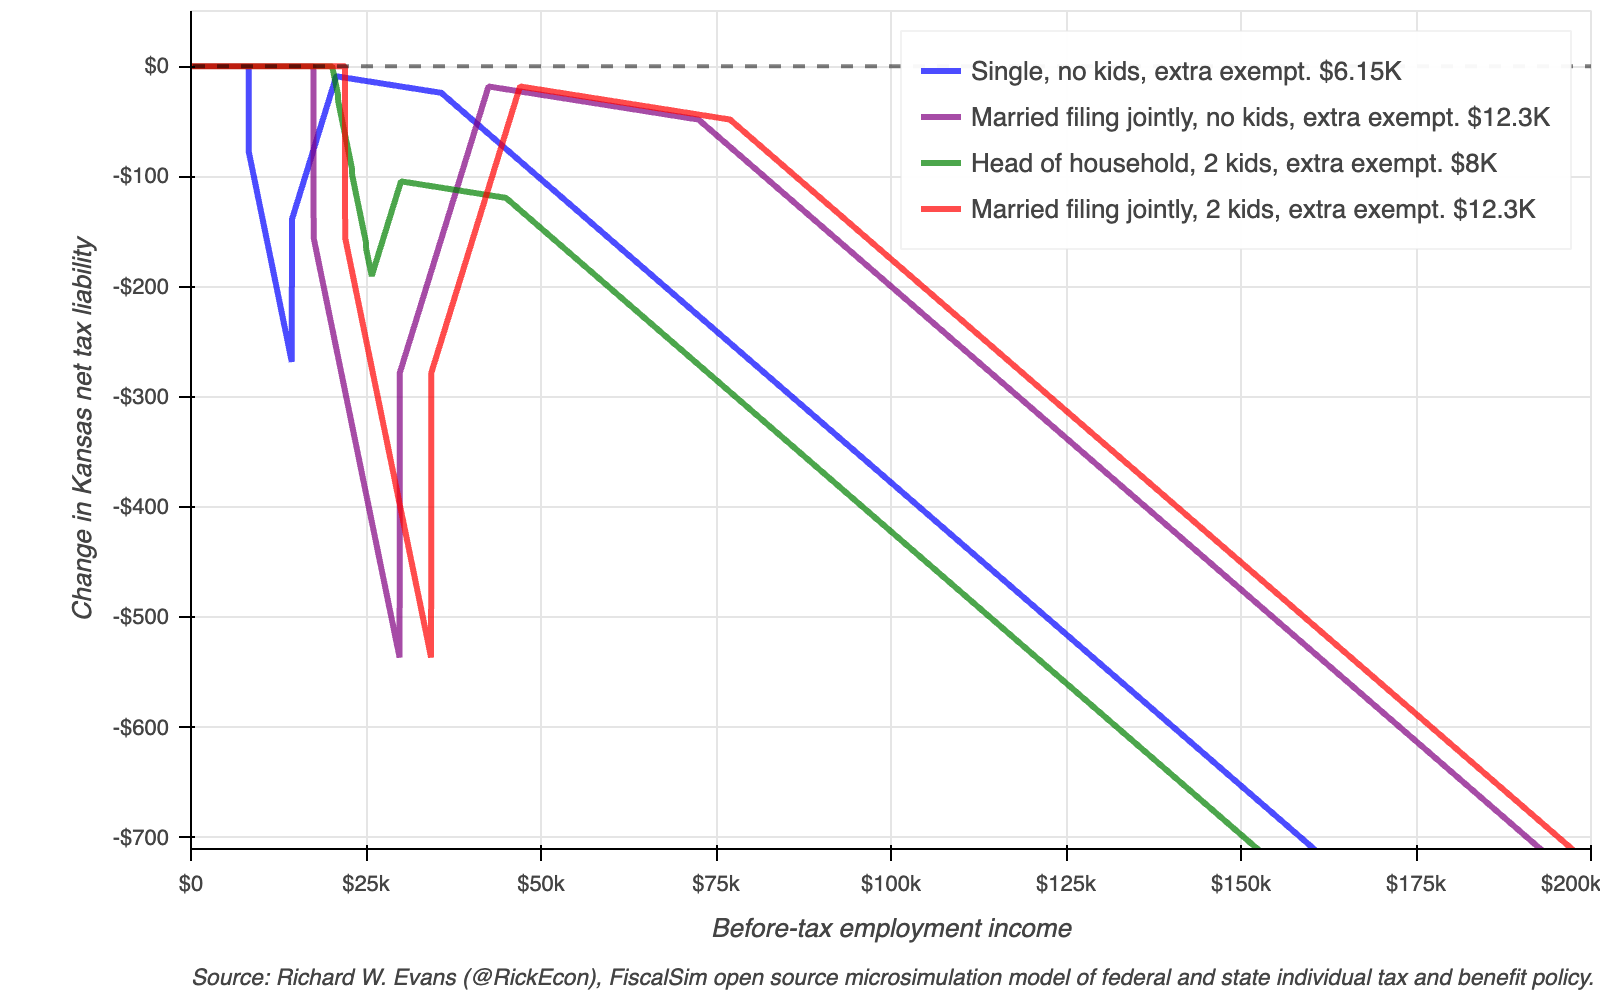 Single, no kids, extra exempt. $6.15K
Married filing jointly, no kids, extra exempt. $12.3K
Head of household, 2 kids, extra exempt. $8K
Married filing jointly, 2 kids, extra exempt. $12.3K
Change in Kansas net tax liability
$0
-$100
-$200
-$300
-$400
-$500
-$600
-$700
$0 $25k $50k $75k $100k $125k $150k $175k $200k
Before-tax employment income
Source: Richard W. Evans (@RickEcon), FiscalSim open source microsimulation model of federal and state individual tax and benefit policy.